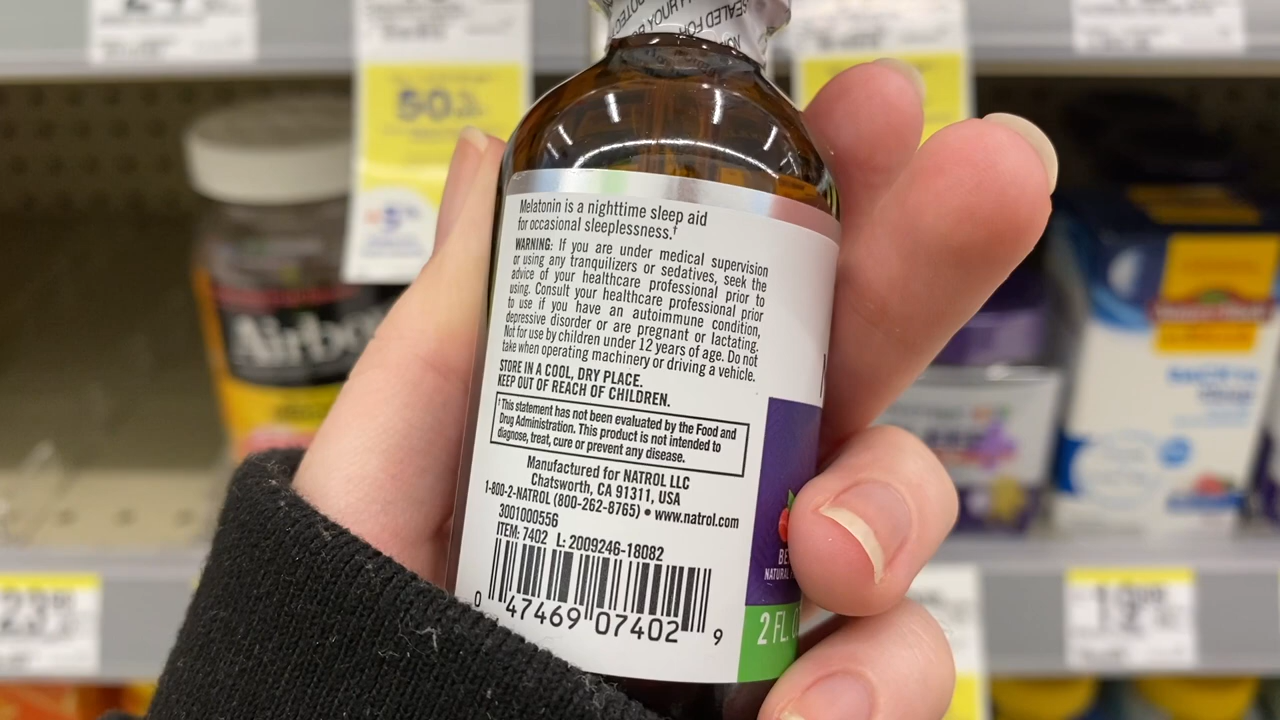 SEALED FOR
50
Airbo
Melatonin is a nighttime sleep aid
for occasional sleeplessness.†
WARNING: If you are under medical supervision
or using any tranquilizers or sedatives, seek the
advice of your healthcare professional prior to
using. Consult your healthcare professional prior
to use if you have an autoimmune condition,
depressive disorder or are pregnant or lactating.
Not for use by children under 12 years of age. Do not
take when operating machinery or driving a vehicle.
STORE IN A COOL, DRY PLACE.
KEEP OUT OF REACH OF CHILDREN.
†This statement has not been evaluated by the Food and
Drug Administration. This product is not intended to
diagnose, treat, cure or prevent any disease.
Manufactured for NATROL LLC
Chatsworth, CA 91311, USA
1-800-2-NATROL (800-262-8765) • www.natrol.com
3001000556
ITEM: 7402 L: 2009246-18082
0 47469 07402 9
BE
NATURAL
2 FL.
23